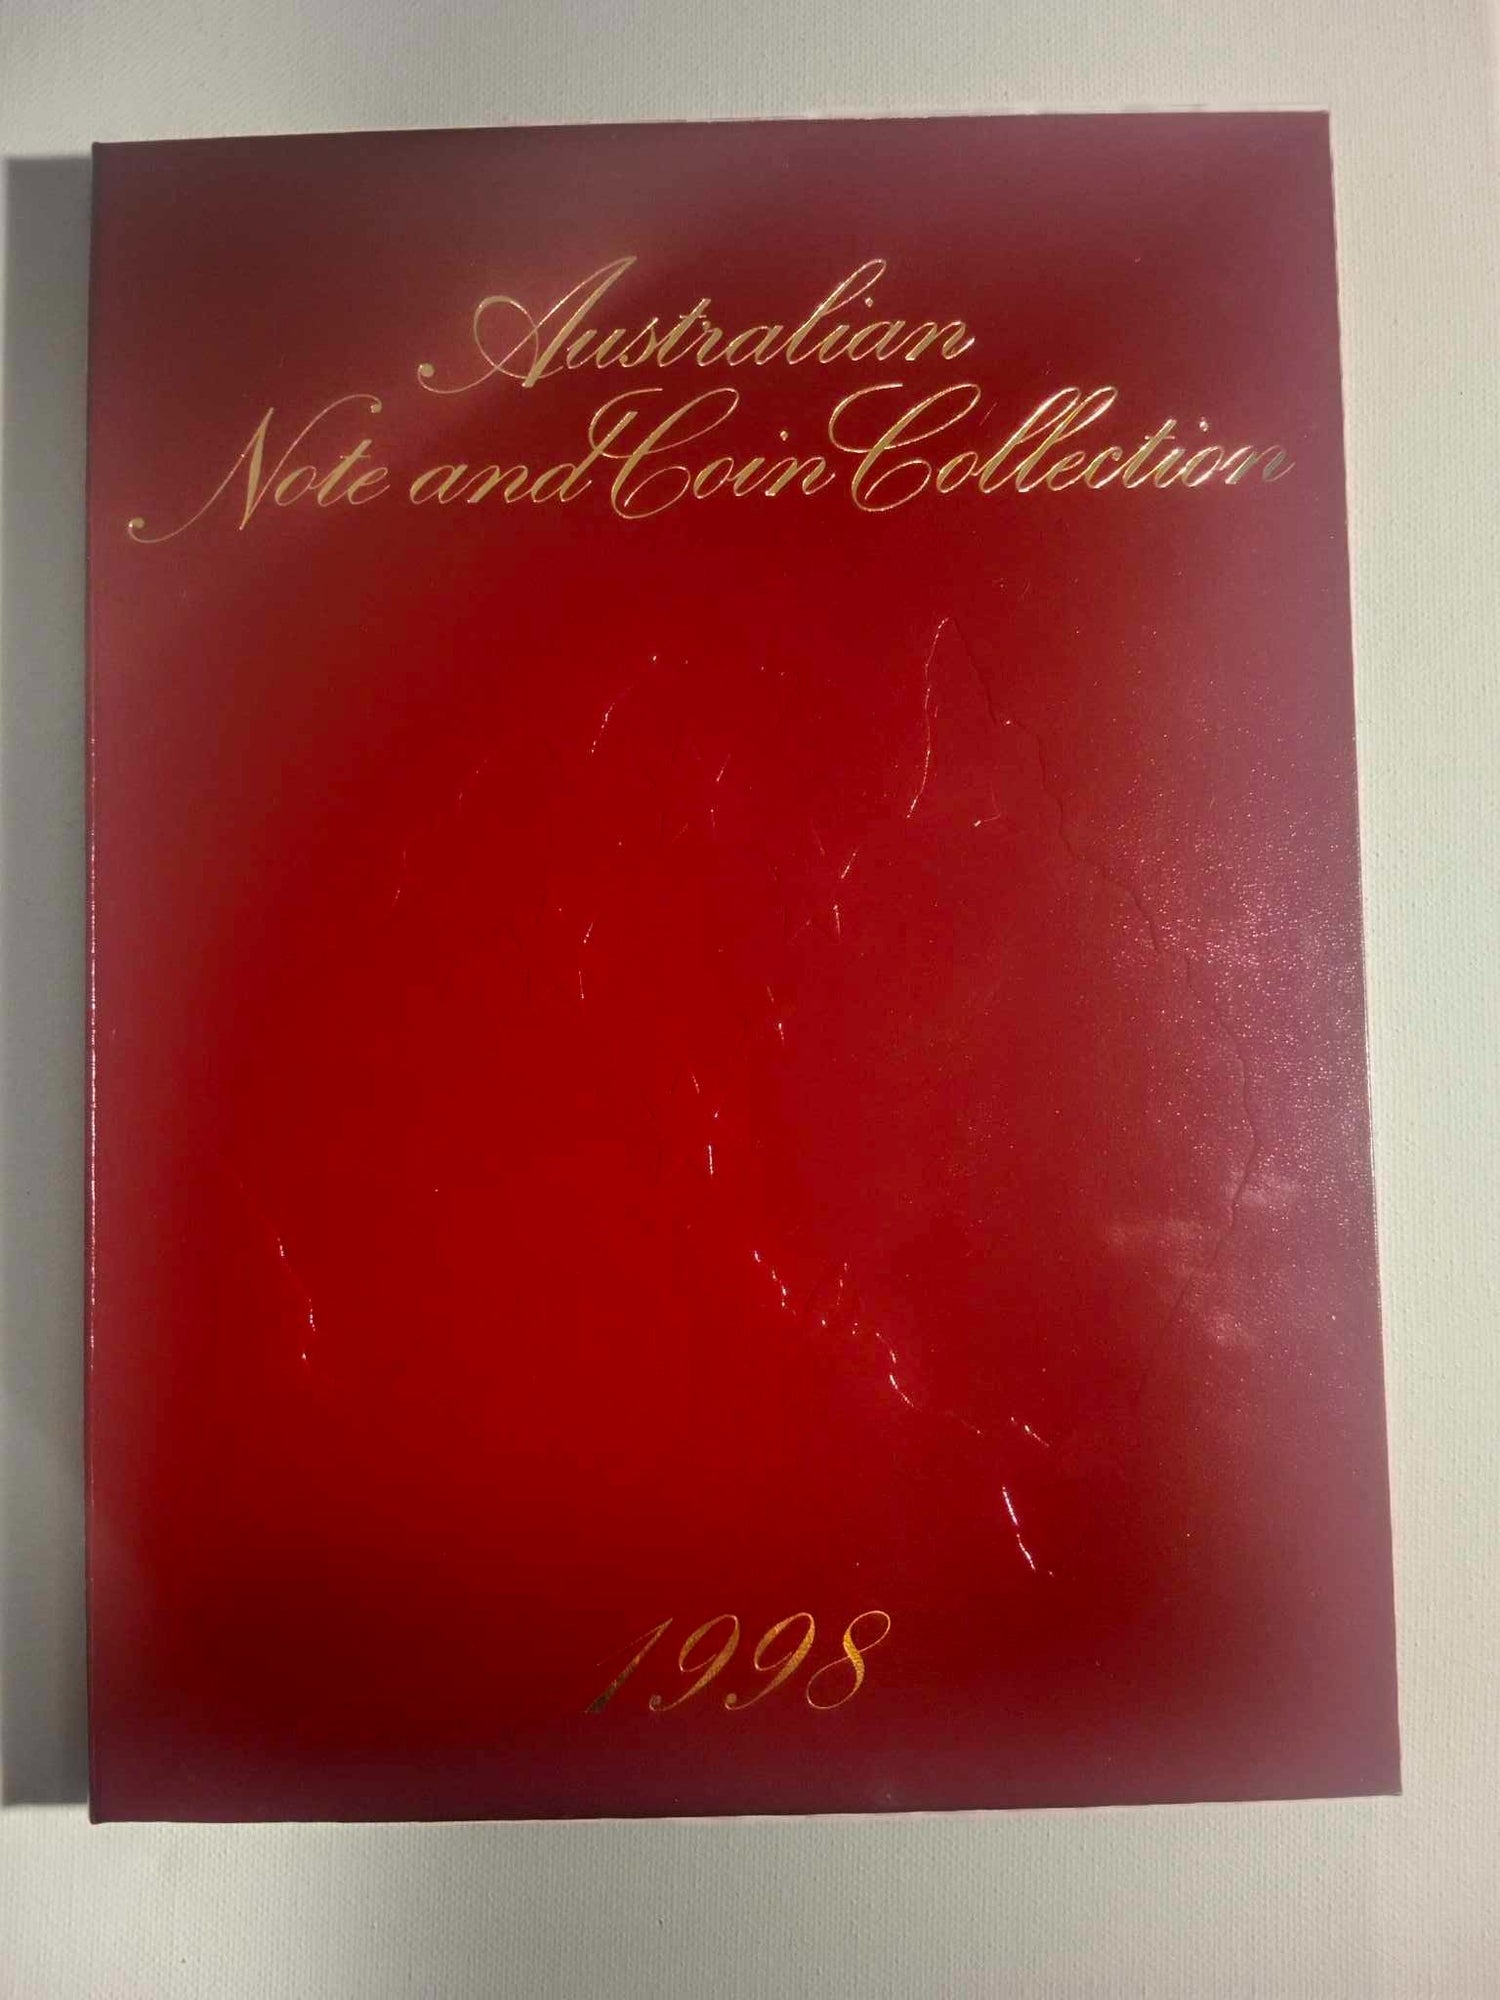 Australian
Note and Coin Collection
1998